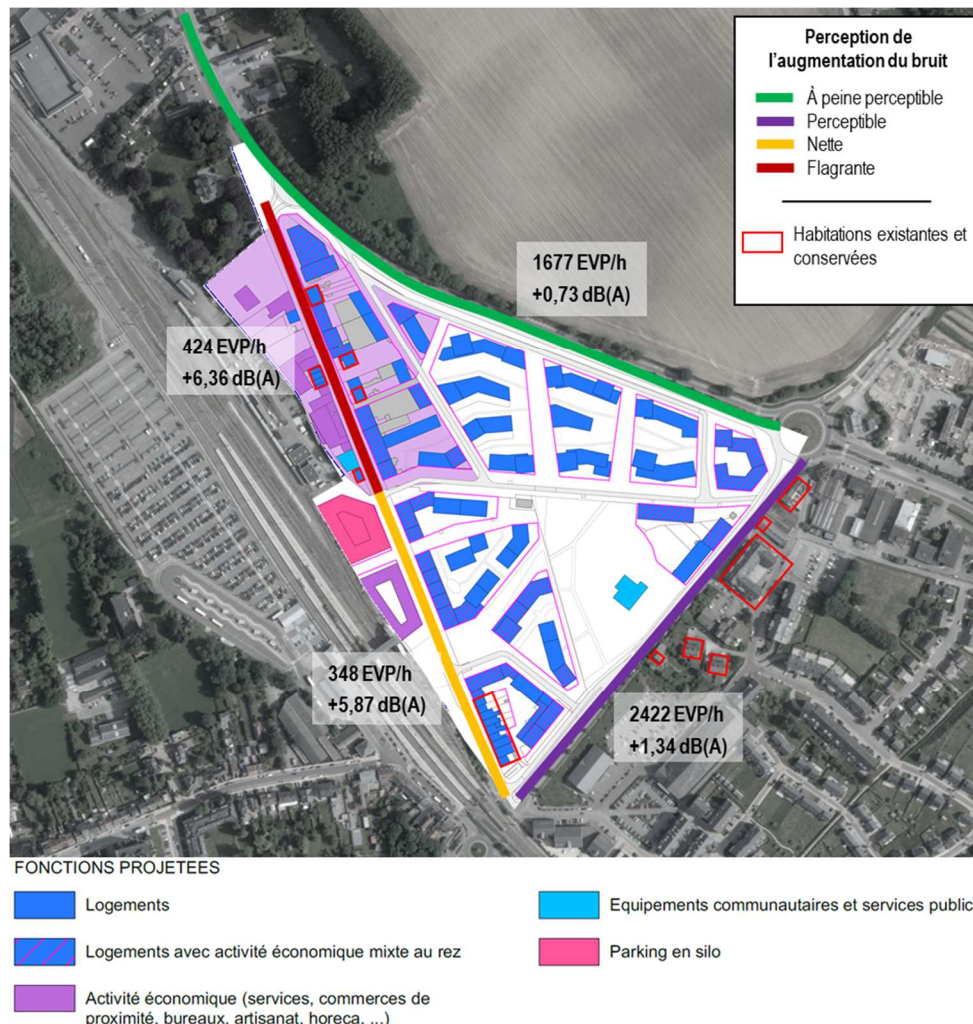 Perception de
l’augmentation du bruit
À peine perceptible
Perceptible
Nette
Flagrante
Habitations existantes et
conservées
1677 EVP/h
+0,73 dB(A)
424 EVP/h
+6,36 dB(A)
348 EVP/h
+5,87 dB(A)
2422 EVP/h
+1,34 dB(A)
FONCTIONS PROJETEES
Logements
Logements avec activité économique mixte au rez
Activité économique (services, commerces de
proximité, bureaux, artisanat, horeca, ...)
Equipements communautaires et services public
Parking en silo